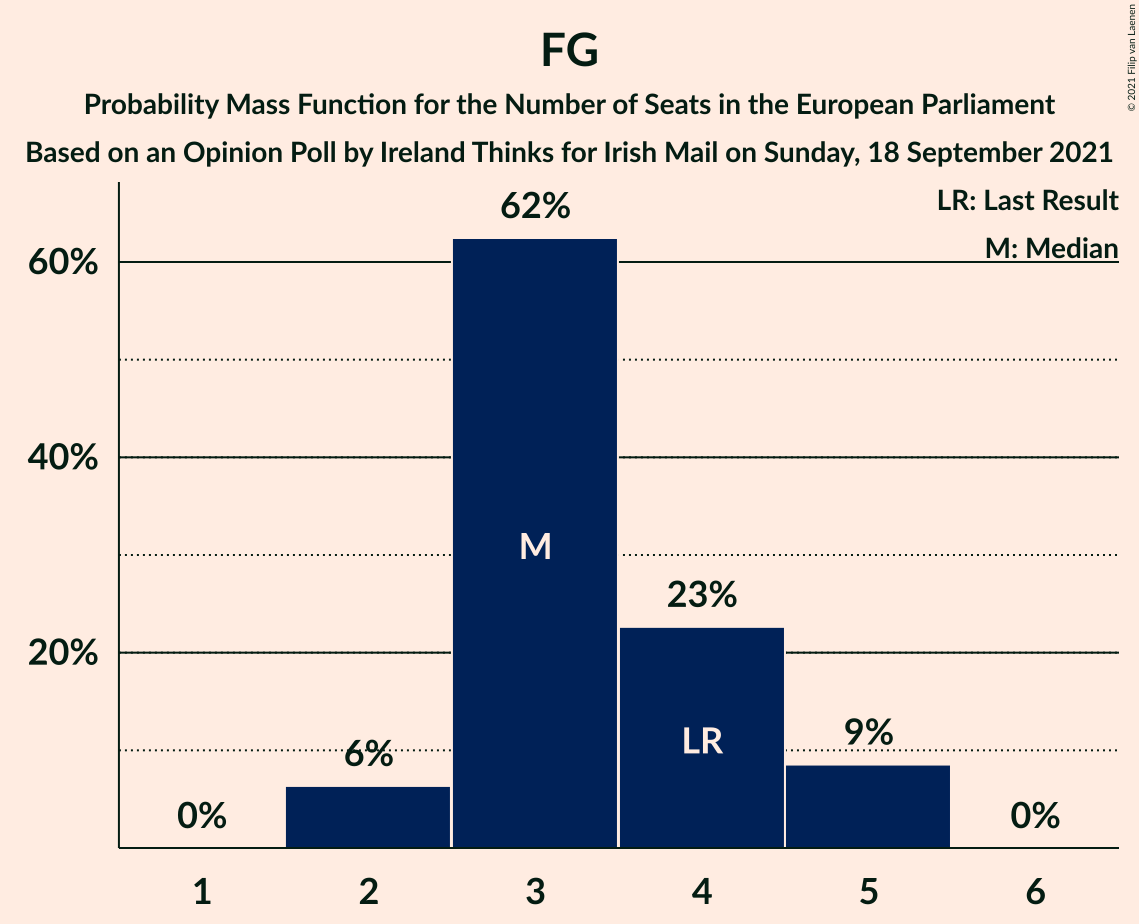 FG
Probability Mass Function for the Number of Seats in the European Parliament
Based on an Opinion Poll by Ireland Thinks for Irish Mail on Sunday, 18 September 2021
© 2021 Filip van Laenen
LR: Last Result
M: Median
62%
60%
40%
M
23%
20%
LR
9%
6%
0%
0%
1 2 3 4 5 6